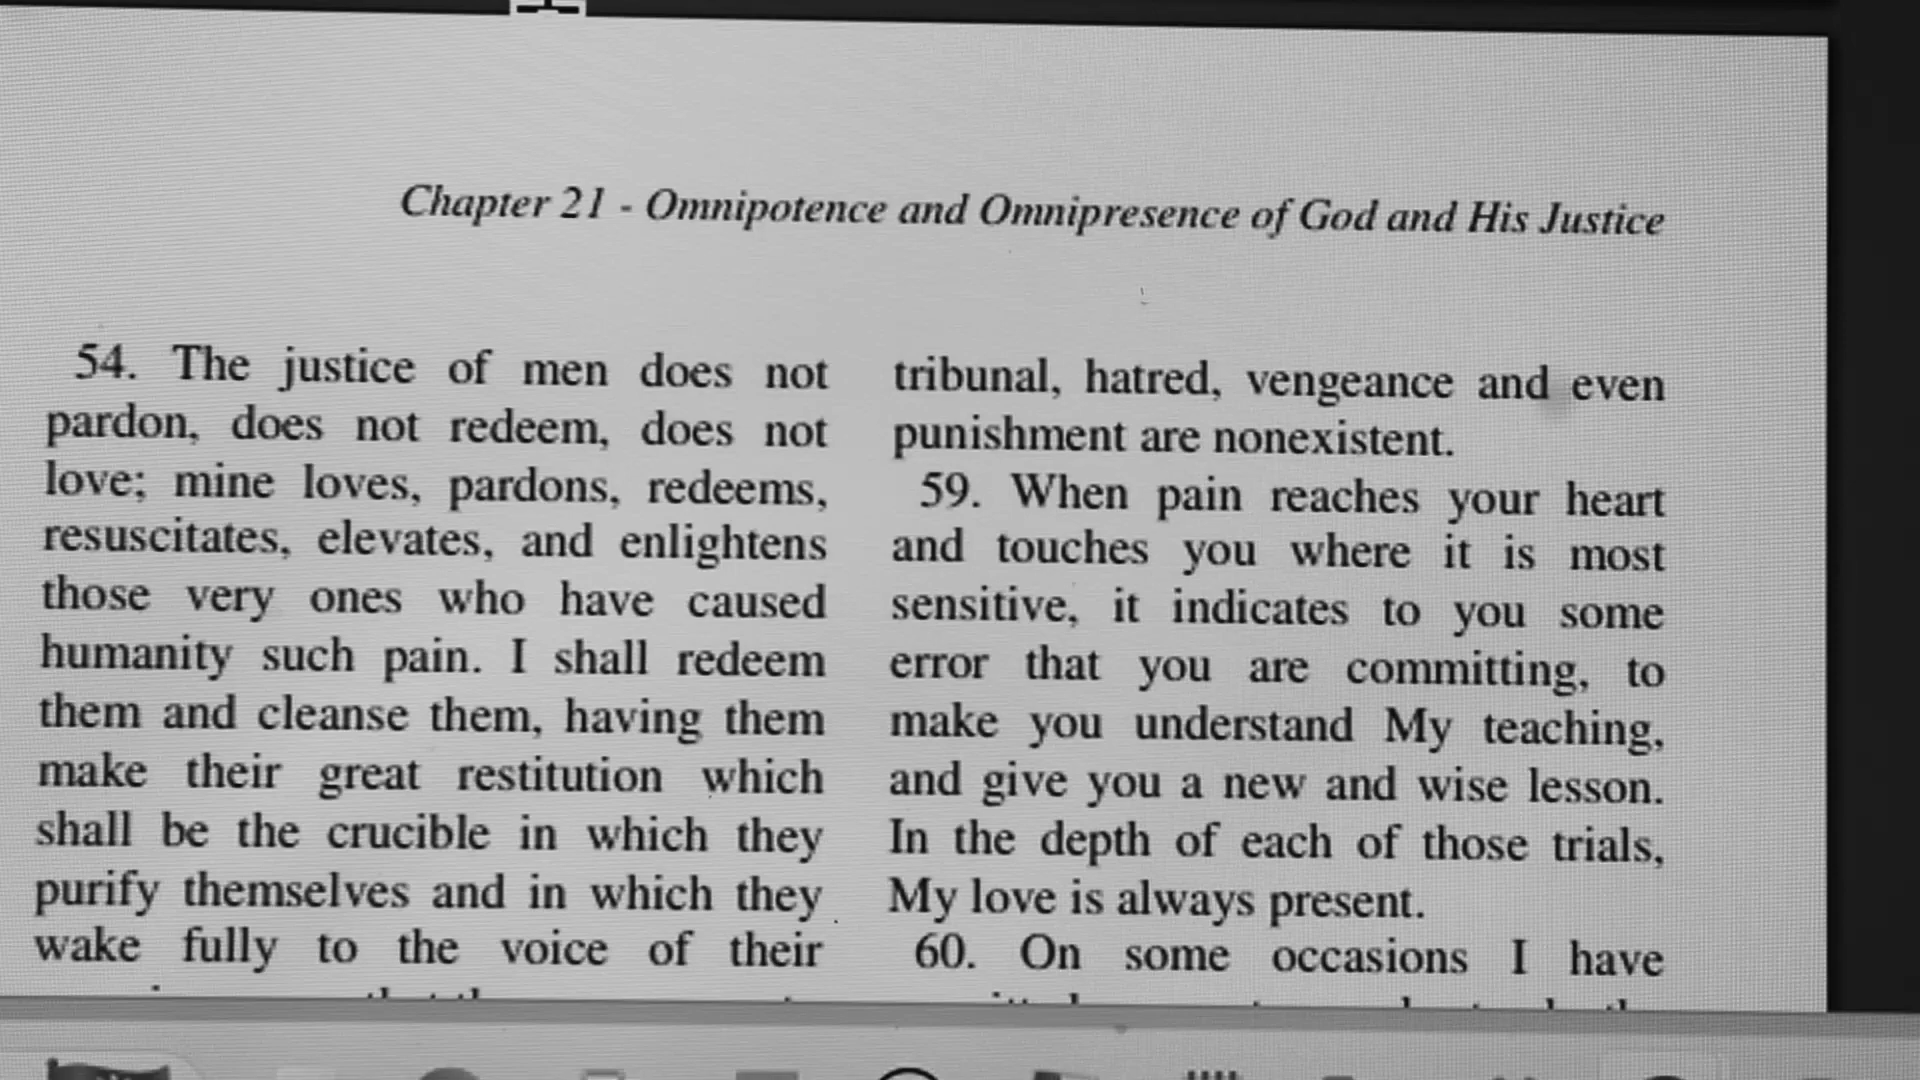 Chapter 21 - Omnipotence and Omnipresence of God and His Justice
54. The justice of men does not
pardon, does not redeem, does not
love; mine loves, pardons, redeems,
resuscitates, elevates, and enlightens
those very ones who have caused
humanity such pain. I shall redeem
them and cleanse them, having them
make their great restitution which
shall be the crucible in which they
purify themselves and in which they
wake fully to the voice of their
tribunal, hatred, vengeance and even
punishment are nonexistent.
59. When pain reaches your heart
and touches you where it is most
sensitive, it indicates to you some
error that you are committing, to
make you understand My teaching,
and give you a new and wise lesson.
In the depth of each of those trials,
My love is always present.
60. On some occasions I have